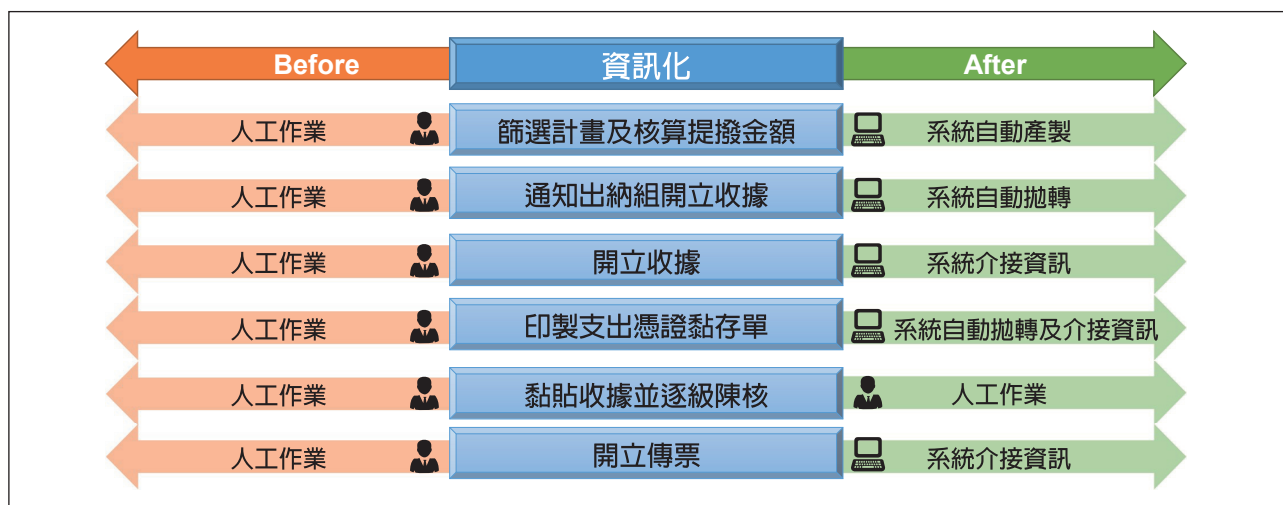 Before 資訊化 After
人工作業 篩選計畫及核算提撥金額 系統自動產製
人工作業 通知出納組開立收據 系統自動拋轉
人工作業 開立收據 系統介接資訊
人工作業 印製支出憑證黏存單 系統自動拋轉及介接資訊
人工作業 黏貼收據並逐級陳核 人工作業
人工作業 開立傳票 系統介接資訊